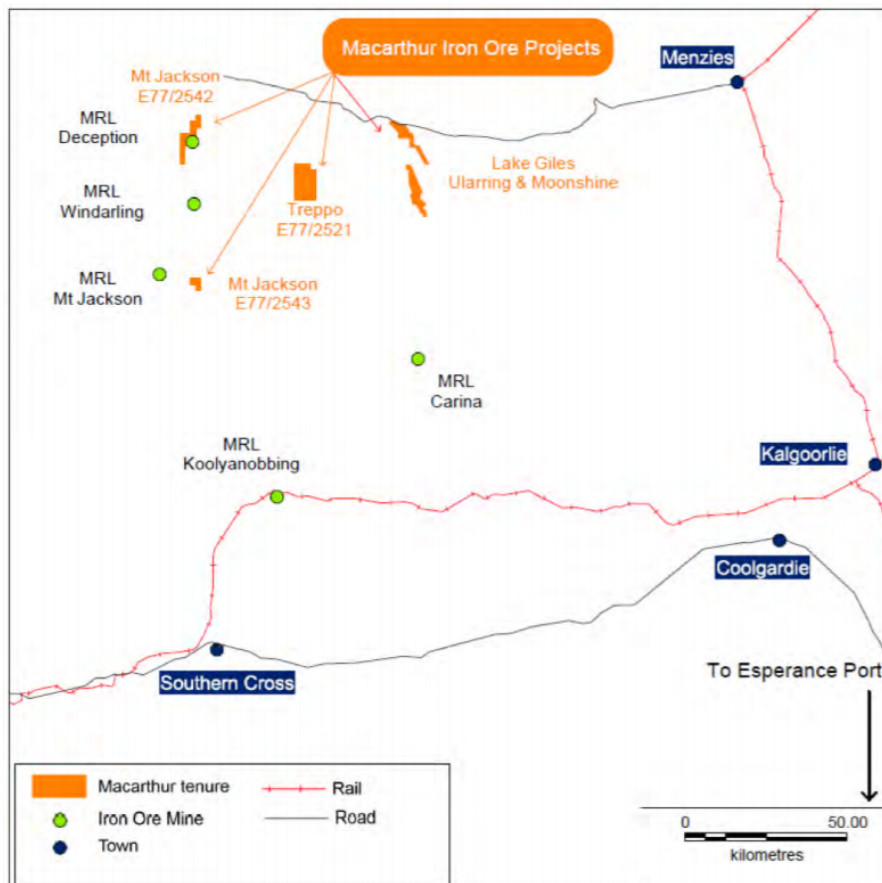 Macarthur Iron Ore Projects
Menzies
Mt Jackson
E77/2542
MRL
Deception
Lake Giles
Ularring & Moonshine
MRL
Windarling
Treppo
E77/2521
MRL
Mt Jackson
Mt Jackson
E77/2543
MRL
Carina
MRL
Koolyanobbing
Kalgoorlie
Coolgardie
Southern Cross
To Esperance Port
Macarthur tenure
Rail
Iron Ore Mine
Road
Town
0 50.00
kilometres